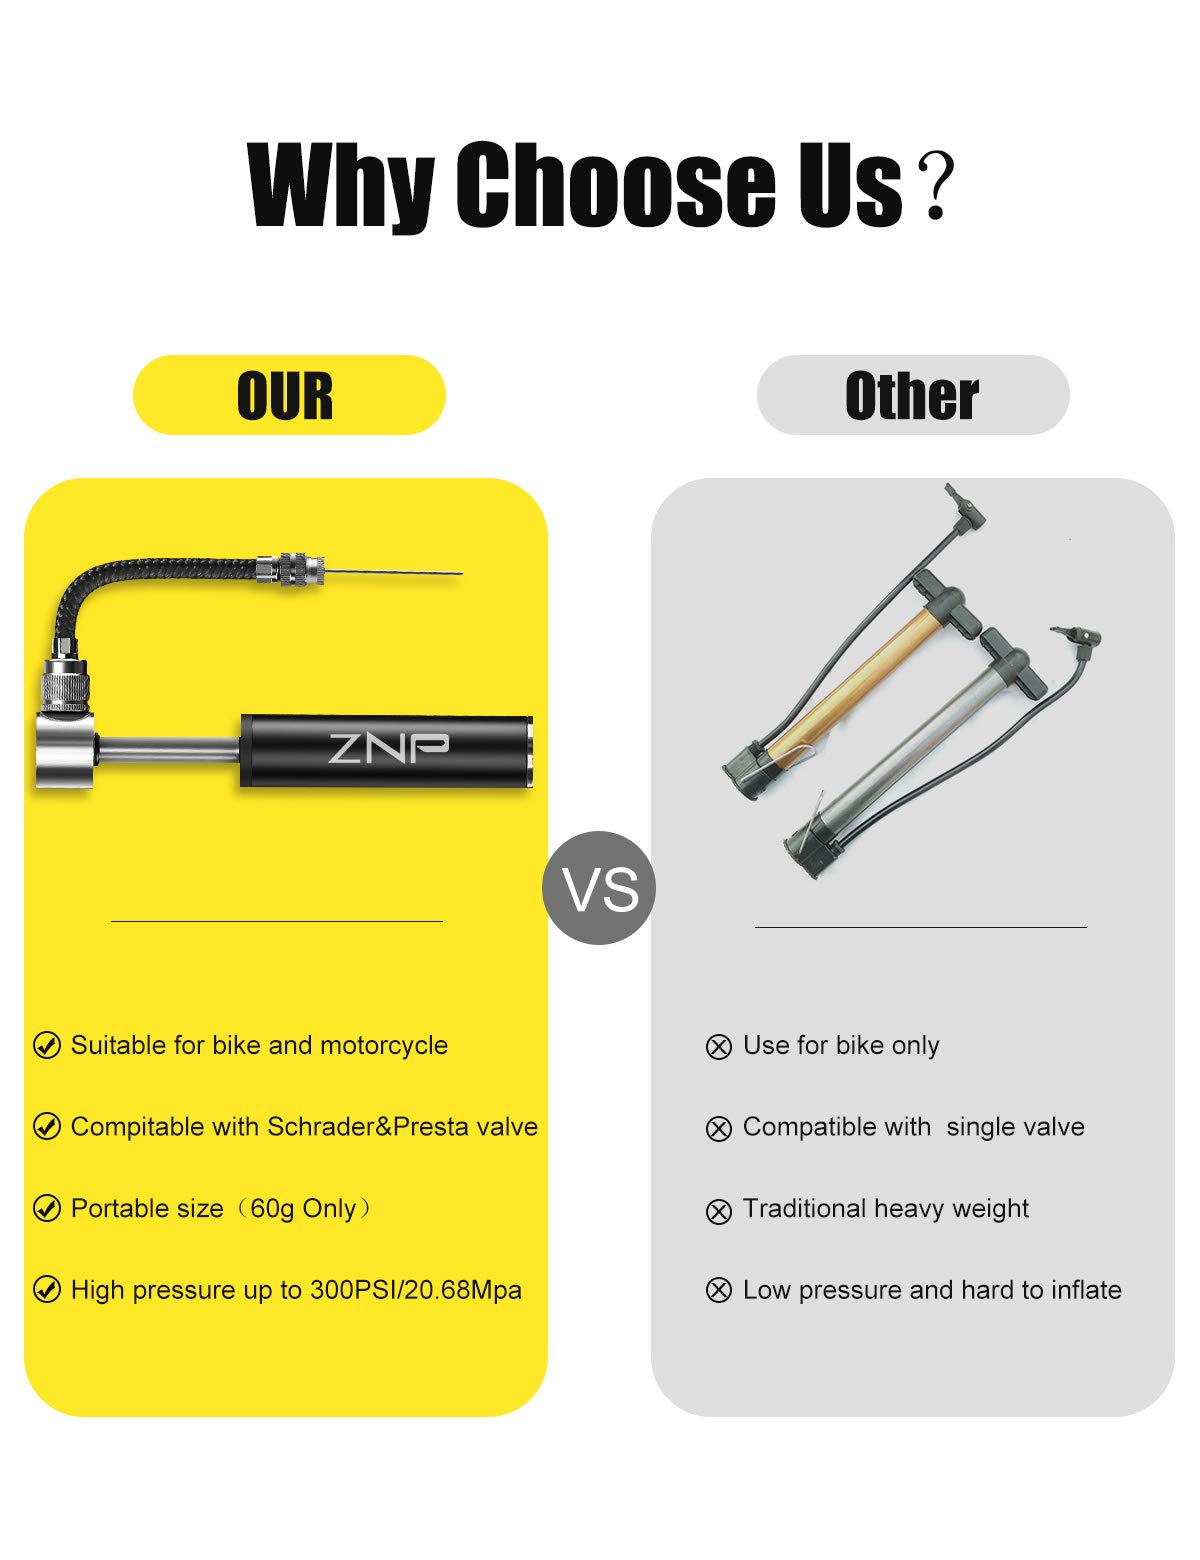 Why Choose Us?
OUR
Other
ZNP
VS
Suitable for bike and motorcycle
Compitable with Schrader&Presta valve
Portable size（60g Only）
High pressure up to 300PSI/20.68Mpa
Use for bike only
Compatible with  single valve
Traditional heavy weight
Low pressure and hard to inflate